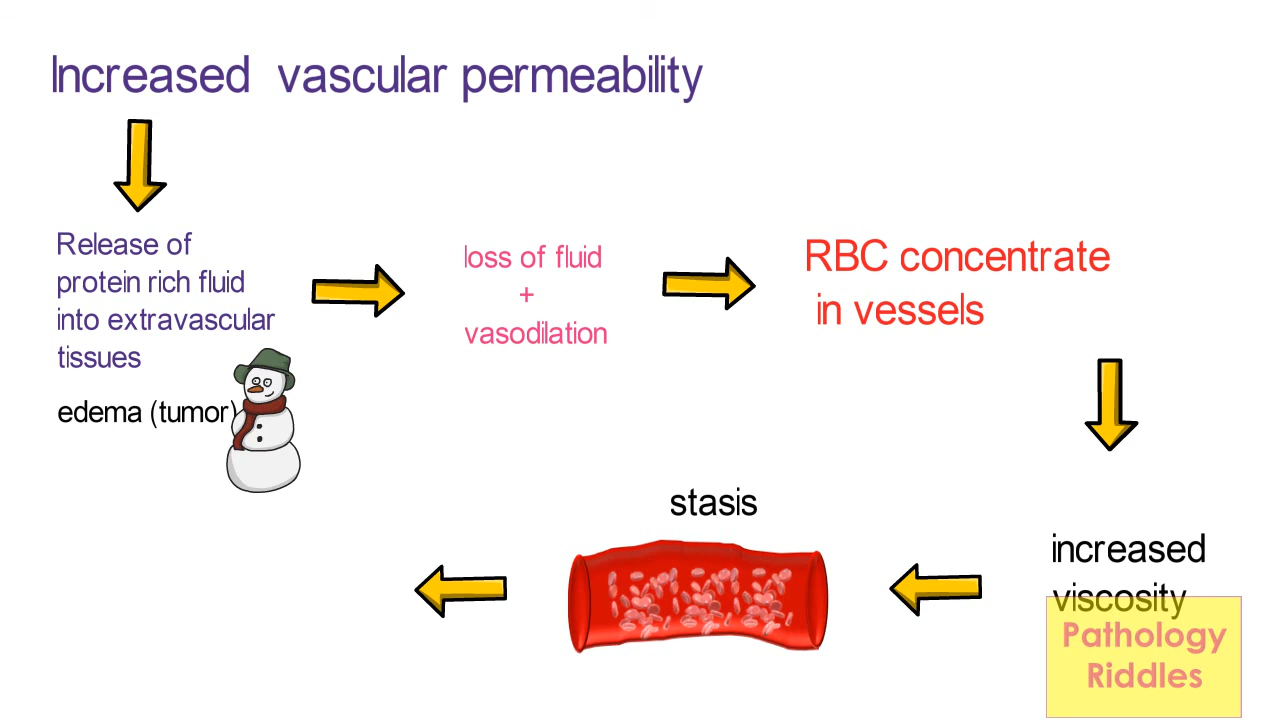 Increased vascular permeability
Release of
protein rich fluid
into extravascular
tissues
edema (tumor)
loss of fluid
+
vasodilation
RBC concentrate
in vessels
increased
viscosity
stasis
Pathology
Riddles